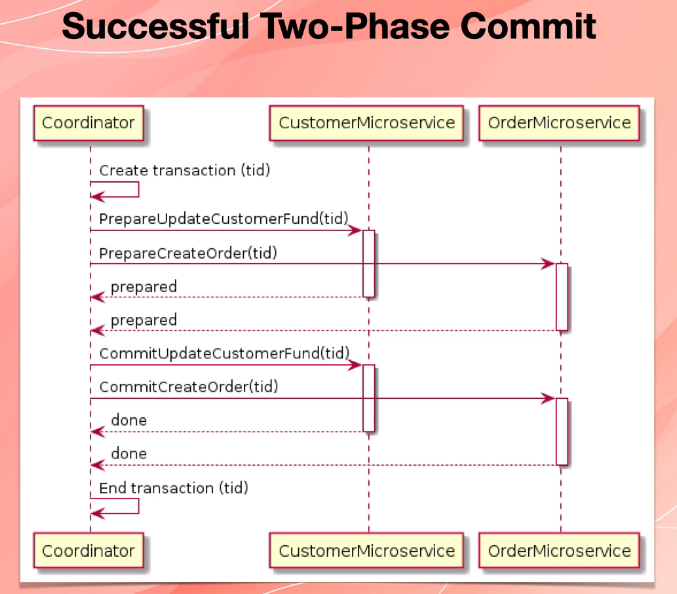 Successful Two-Phase Commit
Coordinator CustomerMicroservice OrderMicroservice
Create transaction (tid)
PrepareUpdateCustomerFund(tid)
PrepareCreateOrder(tid)
prepared
prepared
CommitUpdateCustomerFund(tid)
CommitCreateOrder(tid)
done
done
End transaction (tid)
Coordinator CustomerMicroservice OrderMicroservice